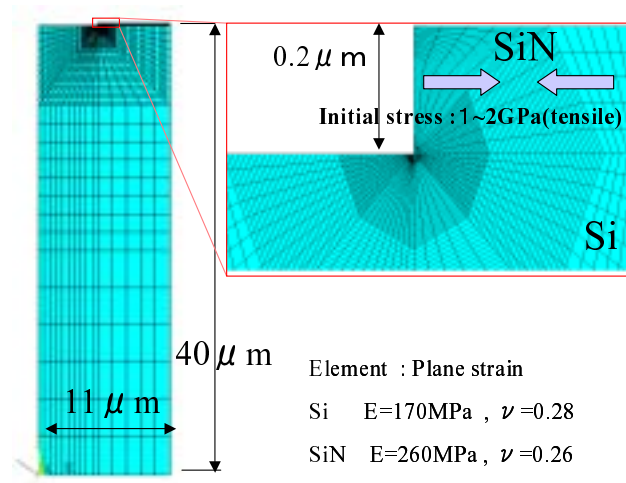 0.2μm
SiN
Initial stress :1~2GPa(tensile)
Si
40μm
11μm
Element : Plane strain
Si E=170MPa , ν=0.28
SiN E=260MPa , ν=0.26